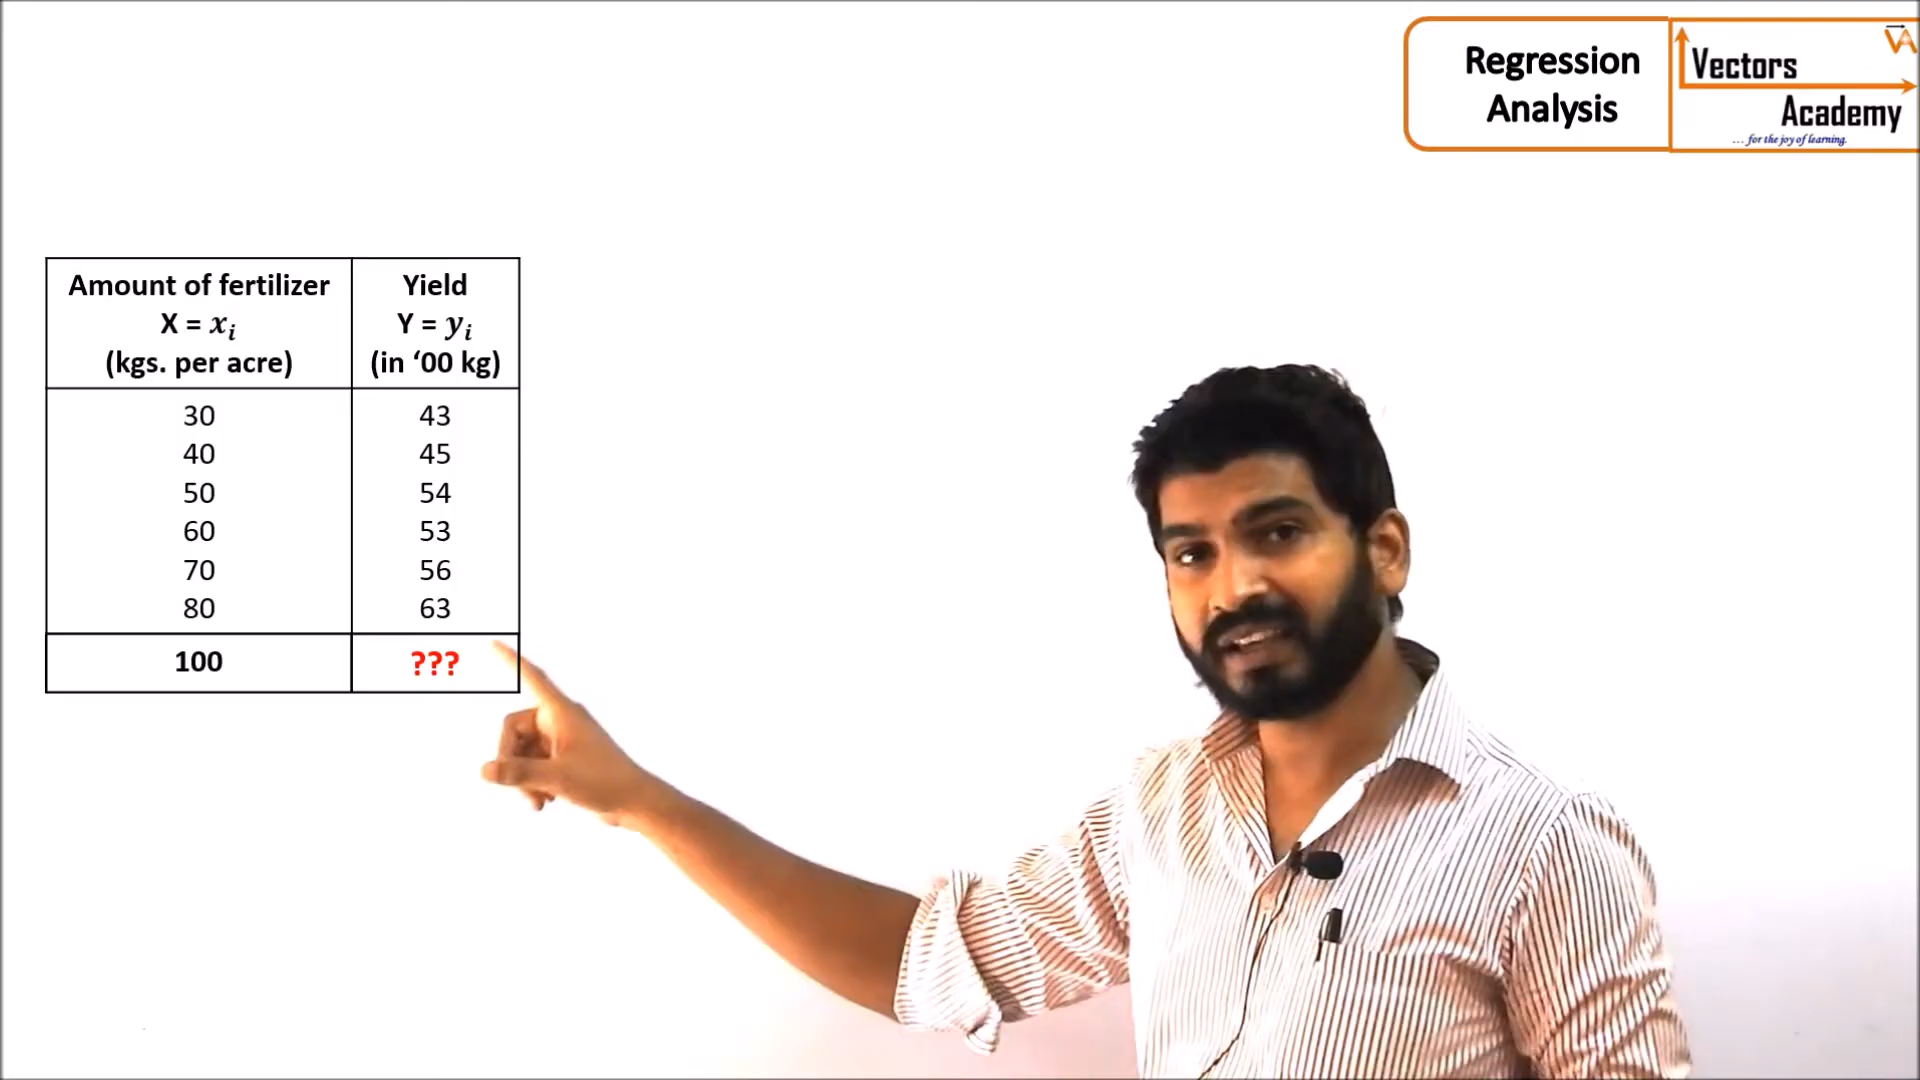 Regression
Analysis
Vectors
Academy
... for the joy of learning.
VA
Amount of fertilizer
X = xᵢ
(kgs. per acre)
Yield
Y = yᵢ
(in ‘00 kg)
30 43
40 45
50 54
60 53
70 56
80 63
100 ???